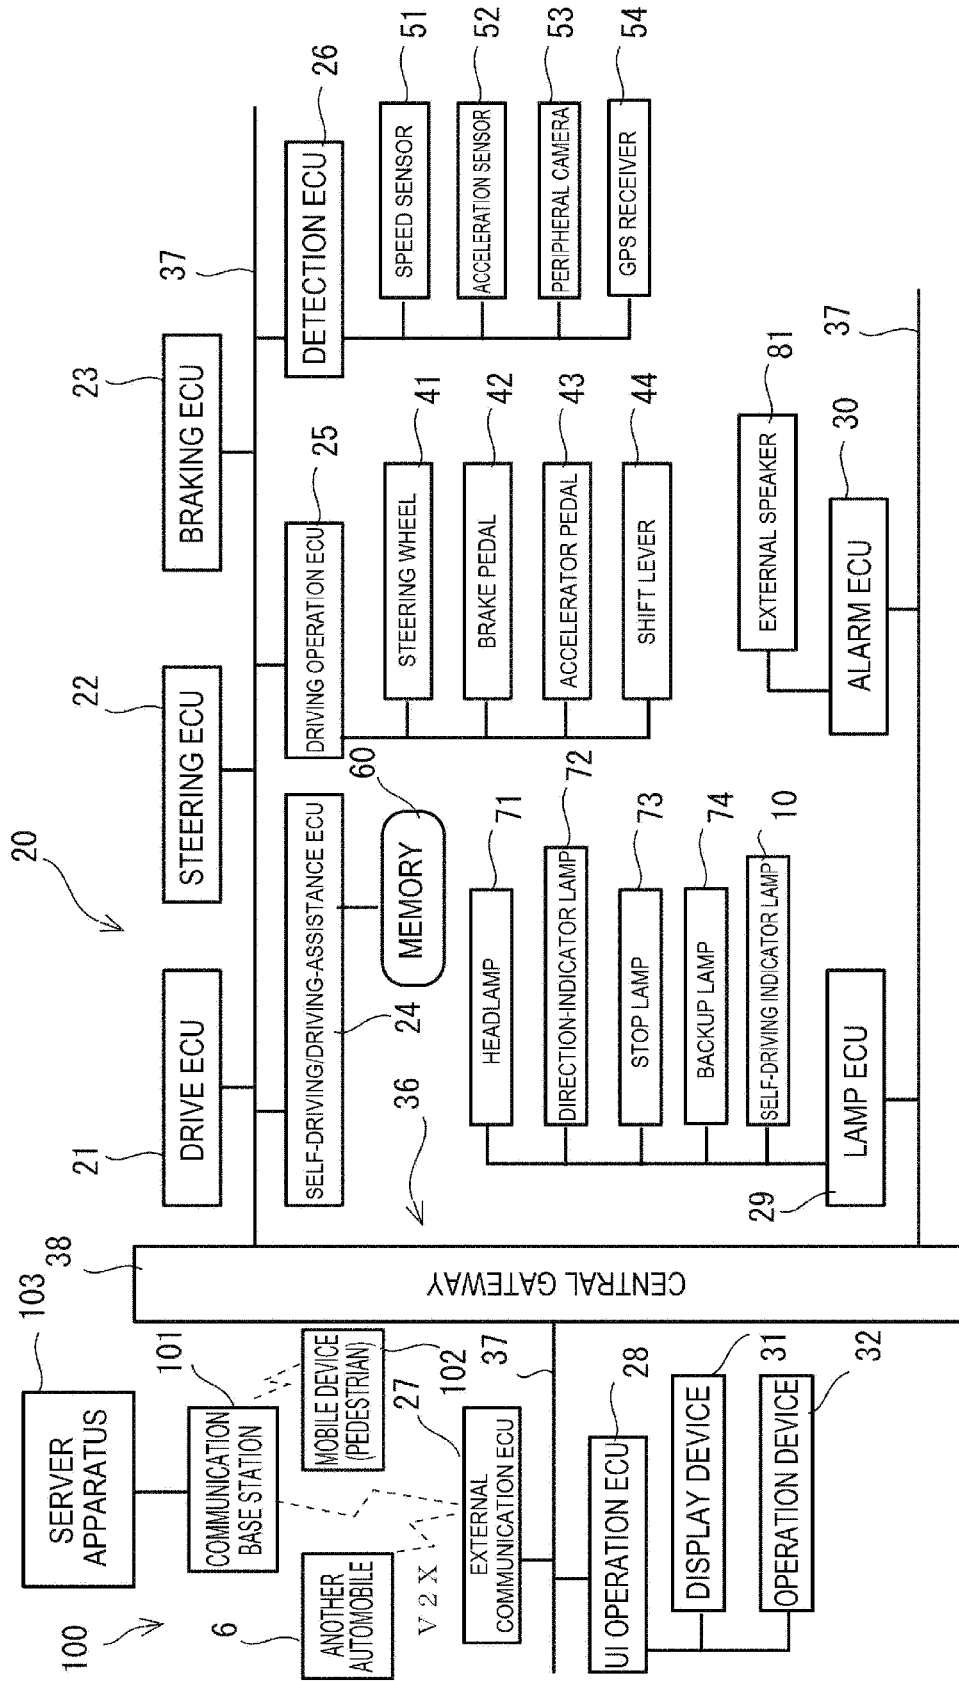 20
100
SERVER
APPARATUS
103
COMMUNICATION
BASE STATION
101
ANOTHER
AUTOMOBILE
6
MOBILE DEVICE
(PEDESTRIAN)
102
V2X
EXTERNAL
COMMUNICATION ECU
27
37
UI OPERATION ECU
28
DISPLAY DEVICE
31
OPERATION DEVICE
32
CENTRAL GATEWAY
38
36
DRIVE ECU
21
STEERING ECU
22
BRAKING ECU
23
37
SELF-DRIVING/DRIVING-ASSISTANCE ECU
24
MEMORY
60
DRIVING OPERATION ECU
25
STEERING WHEEL
41
BRAKE PEDAL
42
ACCELERATOR PEDAL
43
SHIFT LEVER
44
DETECTION ECU
26
SPEED SENSOR
51
ACCELERATION SENSOR
52
PERIPHERAL CAMERA
53
GPS RECEIVER
54
HEADLAMP
71
DIRECTION-INDICATOR LAMP
72
STOP LAMP
73
BACKUP LAMP
74
SELF-DRIVING INDICATOR LAMP
10
LAMP ECU
29
EXTERNAL SPEAKER
81
ALARM ECU
30
37